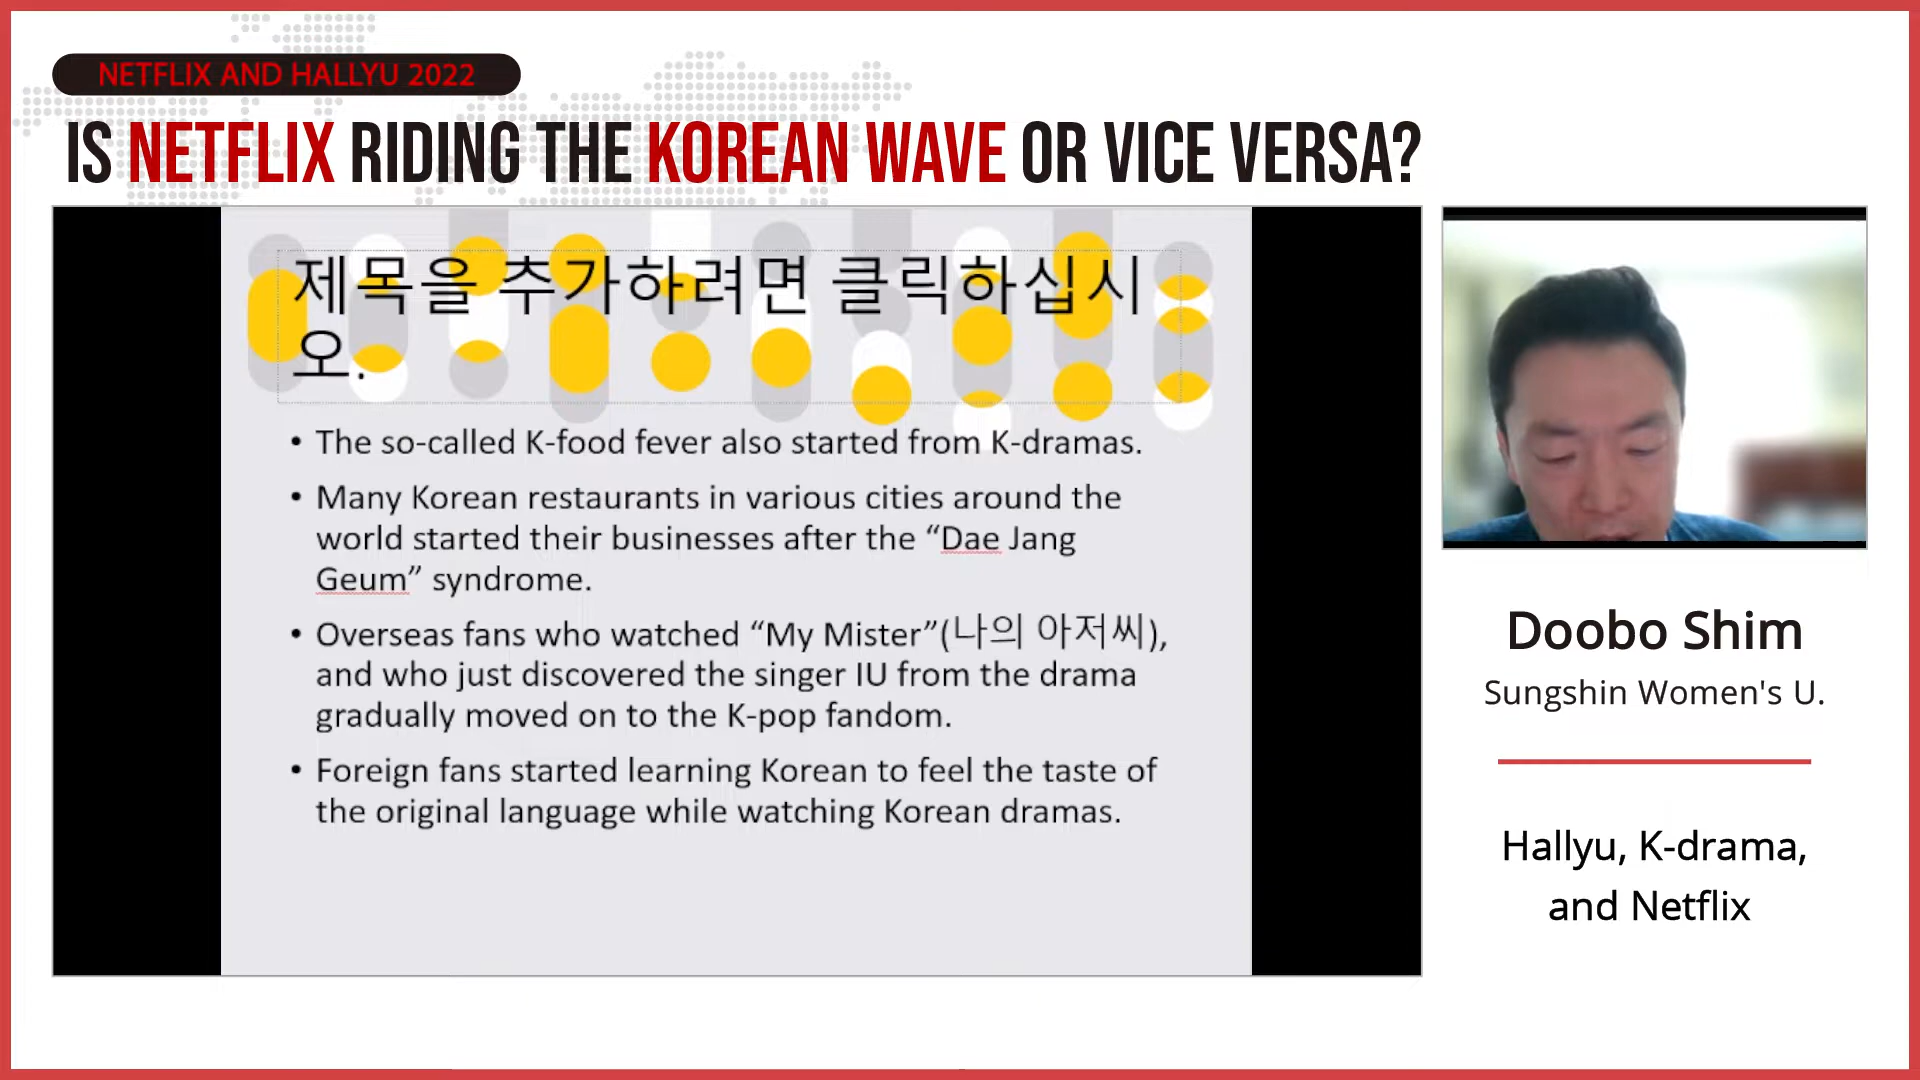 NETFLIX AND HALLYU 2022
IS NETFLIX RIDING THE KOREAN WAVE OR VICE VERSA?
제목을 추가하려면 클릭하십시
오.
• The so-called K-food fever also started from K-dramas.
• Many Korean restaurants in various cities around the
world started their businesses after the “Dae Jang
Geum” syndrome.
• Overseas fans who watched “My Mister”(나의 아저씨),
and who just discovered the singer IU from the drama
gradually moved on to the K-pop fandom.
• Foreign fans started learning Korean to feel the taste of
the original language while watching Korean dramas.
Doobo Shim
Sungshin Women's U.
Hallyu, K-drama,
and Netflix